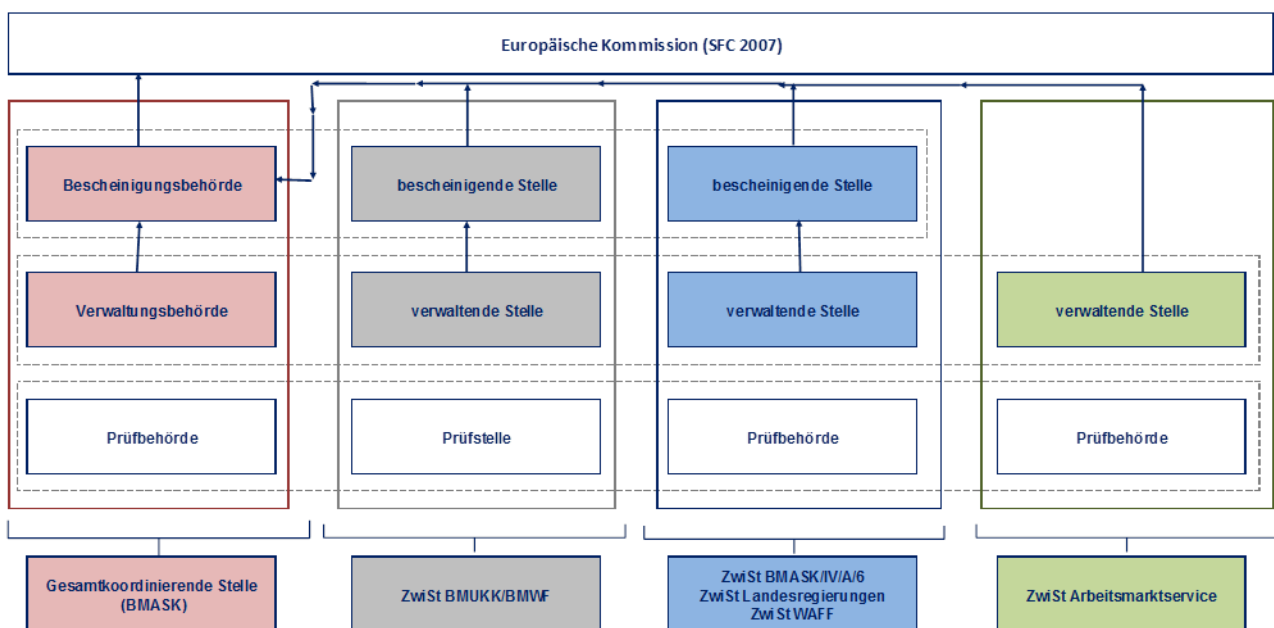 Europäische Kommission (SFC 2007)
Bescheinigungsbehörde
bescheinigende Stelle
bescheinigende Stelle
Verwaltungsbehörde
verwaltende Stelle
verwaltende Stelle
verwaltende Stelle
Prüfbehörde
Prüfstelle
Prüfbehörde
Prüfbehörde
Gesamtkoordinierende Stelle
(BMASK)
ZwiSt BMUKK/BMWF
ZwiSt BMASK/IV/A/6
ZwiSt Landesregierungen
ZwiSt WAFF
ZwiSt Arbeitsmarktservice